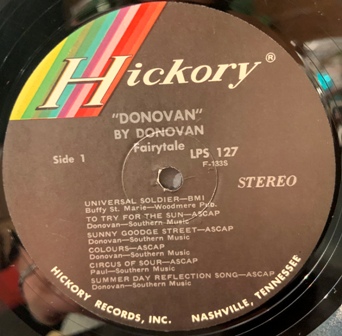 Hickory®
"DONOVAN"
BY DONOVAN
Fairytale
Side 1
LPS 127
F-1335
STEREO
UNIVERSAL SOLDIER—BMI
Buffy St. Marie—Woodmere Pub.
TO TRY FOR THE SUN—ASCAP
Donovan—Southern Music
SUNNY GOODGE STREET—ASCAP
Donovan—Southern Music
COLOURS—ASCAP
Donovan—Southern Music
CIRCUS OF SOUR—ASCAP
Paul—Southern Music
SUMMER DAY REFLECTION SONG—ASCAP
Donovan—Southern Music
HICKORY RECORDS, INC. NASHVILLE, TENNESSEE